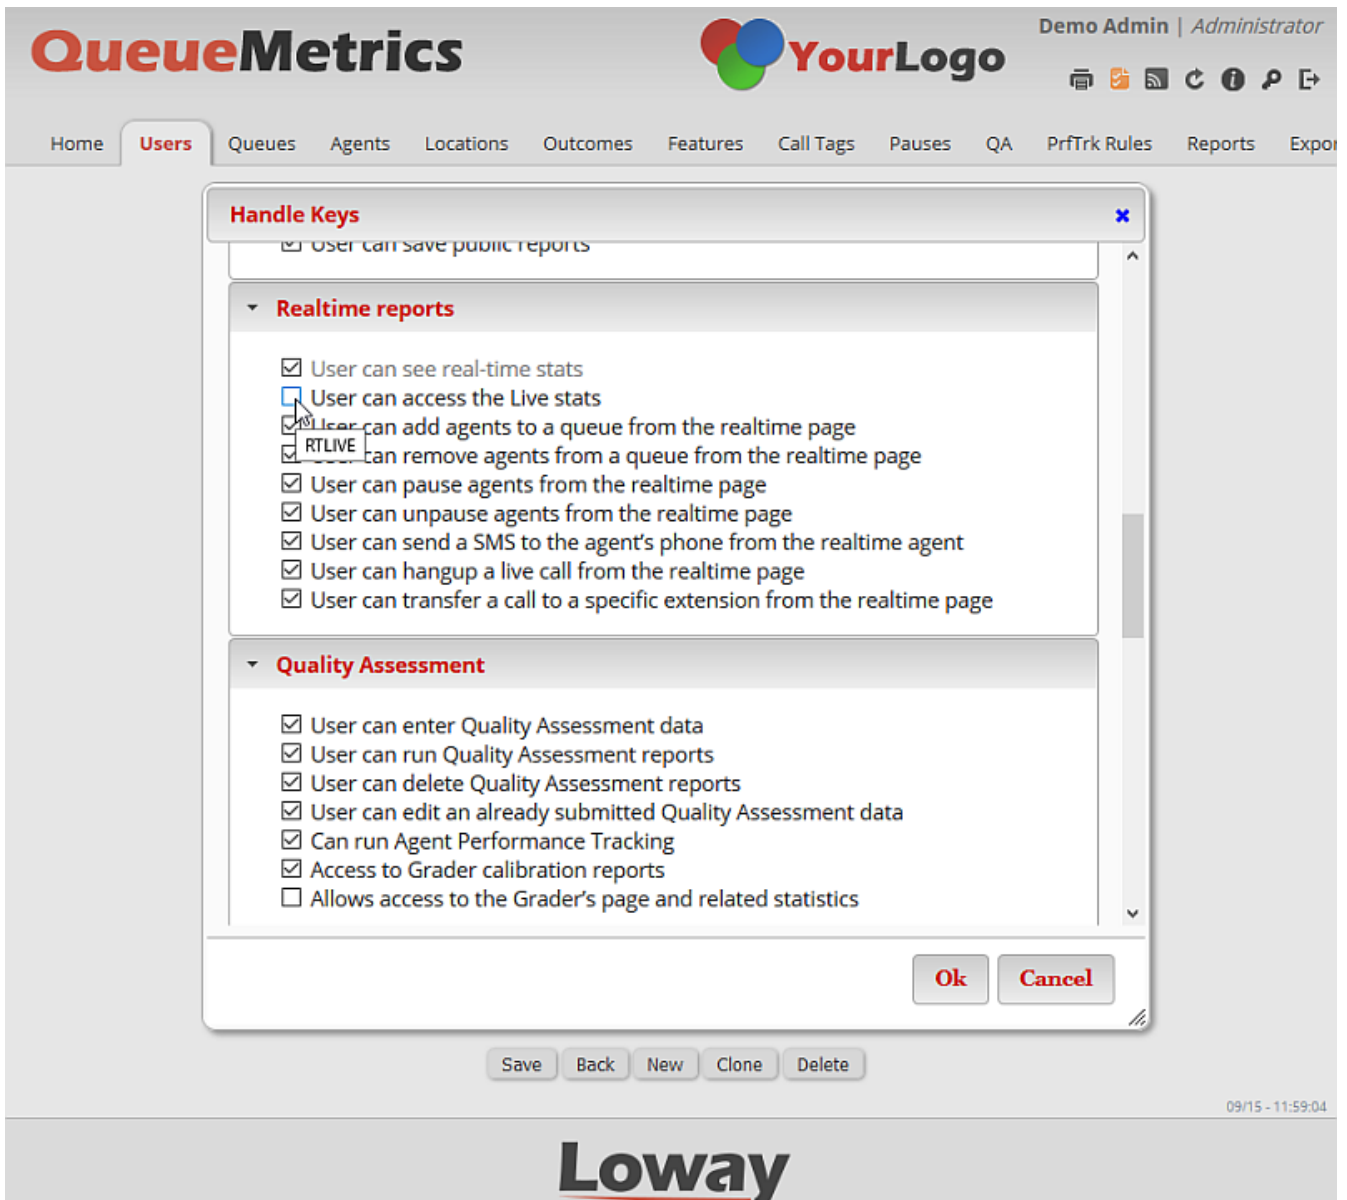 Demo Admin | Administrator
QueueMetrics
YourLogo
Home Users Queues Agents Locations Outcomes Features Call Tags Pauses QA PrfTrk Rules Reports Expor
Handle Keys
User can save public reports
Realtime reports
User can see real-time stats
User can access the Live stats
User can add agents to a queue from the realtime page
RTLIVE
can remove agents from a queue from the realtime page
User can pause agents from the realtime page
User can unpause agents from the realtime page
User can send a SMS to the agent's phone from the realtime agent
User can hangup a live call from the realtime page
User can transfer a call to a specific extension from the realtime page
Quality Assessment
User can enter Quality Assessment data
User can run Quality Assessment reports
User can delete Quality Assessment reports
User can edit an already submitted Quality Assessment data
Can run Agent Performance Tracking
Access to Grader calibration reports
Allows access to the Grader's page and related statistics
Ok Cancel
Save Back New Clone Delete
09/15 - 11:59:04
Loway